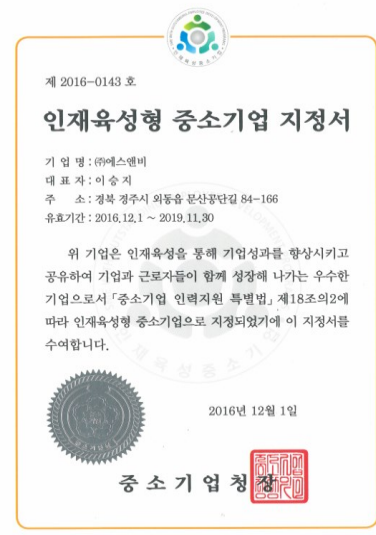 제 2016-0143 호
인재육성형 중소기업 지정서
기 업 명 : ㈜에스앤비
대 표 자 : 이 승 지
주 소 : 경북 경주시 외동읍 문산공단길 84-166
유효기간 : 2016.12.1 ~ 2019.11.30
위 기업은 인재육성을 통해 기업성과를 향상시키고
공유하여 기업과 근로자들이 함께 성장해 나가는 우수한
기업으로서 「중소기업 인력지원 특별법」 제18조의2에
따라 인재육성형 중소기업으로 지정되었기에 이 지정서를
수여합니다.
인재육성중소기업
2016년 12월 1일
중 소 기 업 청 장